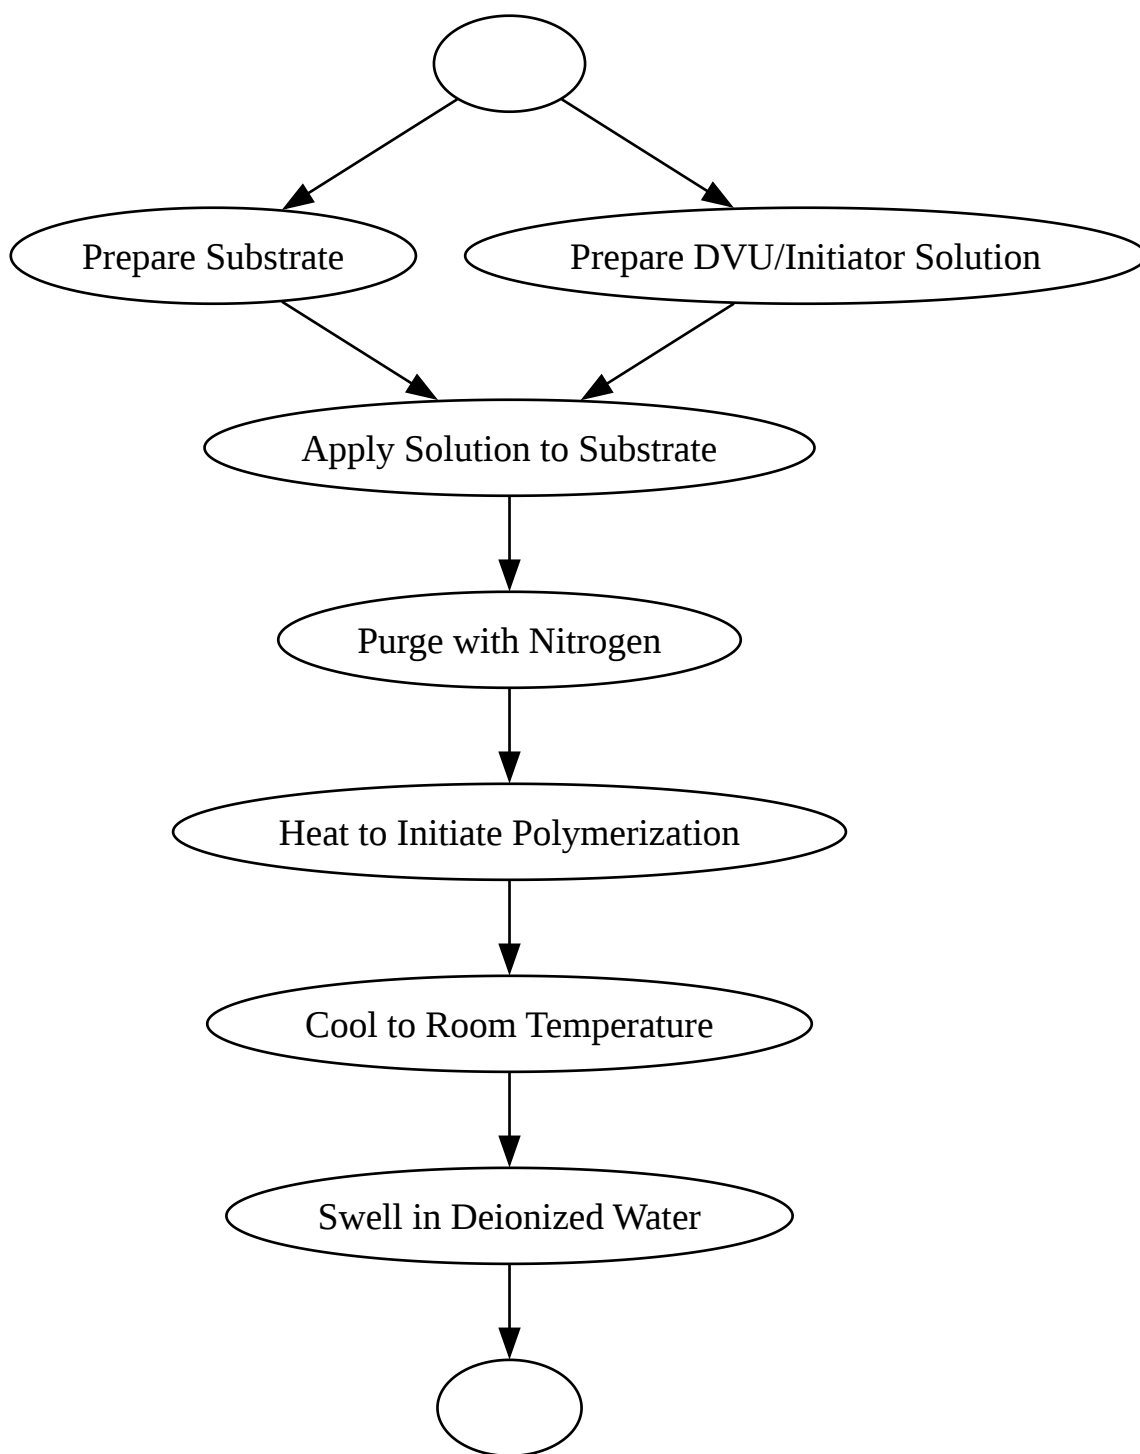 Prepare Substrate
Prepare DVU/Initiator Solution
Apply Solution to Substrate
Purge with Nitrogen
Heat to Initiate Polymerization
Cool to Room Temperature
Swell in Deionized Water